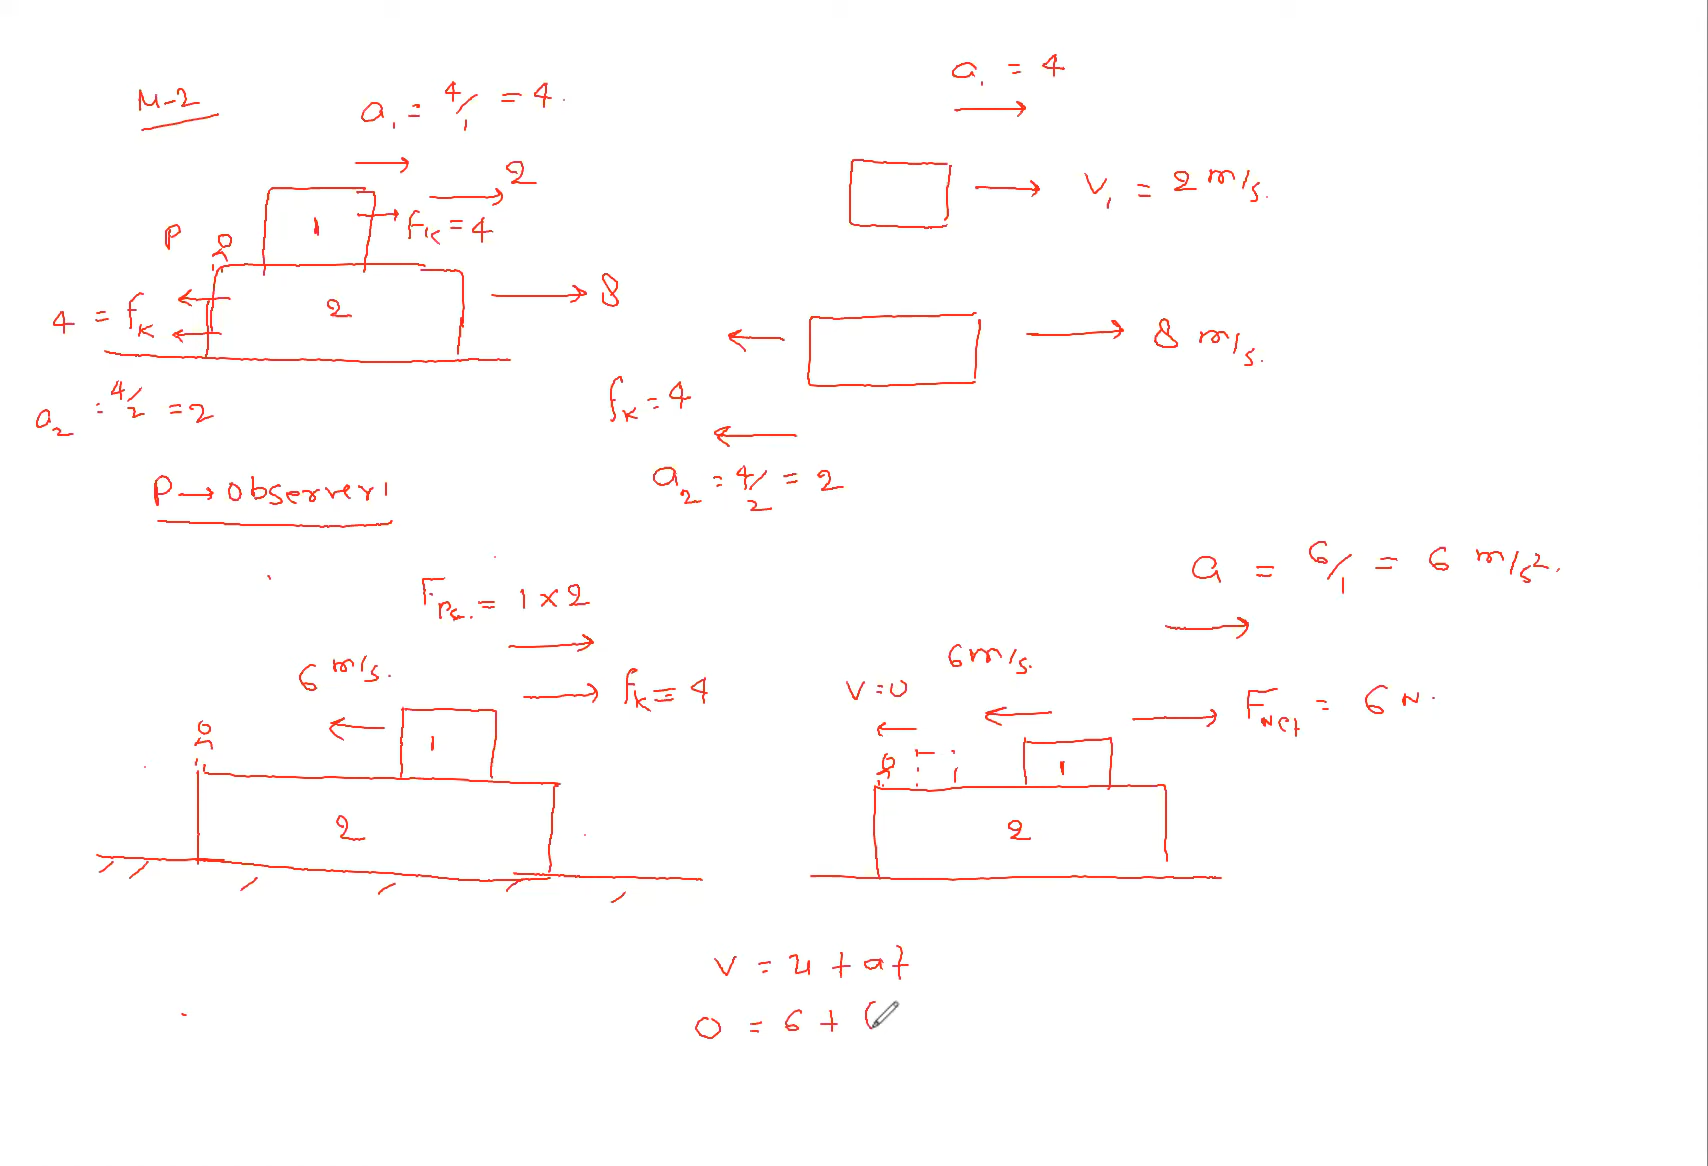 M-2
a₁ = 4/1 = 4.
2
1
fK = 4
P
2
8
4 = fK
a₂ = 4/2 = 2
a₁ = 4
V₁ = 2 m/s.
8 m/s.
fK = 4
a₂ = 4/2 = 2
P → observer 1
FPs. = 1 × 2
6 m/s.
fK = 4
1
2
a = 6/1 = 6 m/s².
6 m/s.
V = 0
FNet = 6 N.
1
1
2
V = u + at
0 = 6 + (